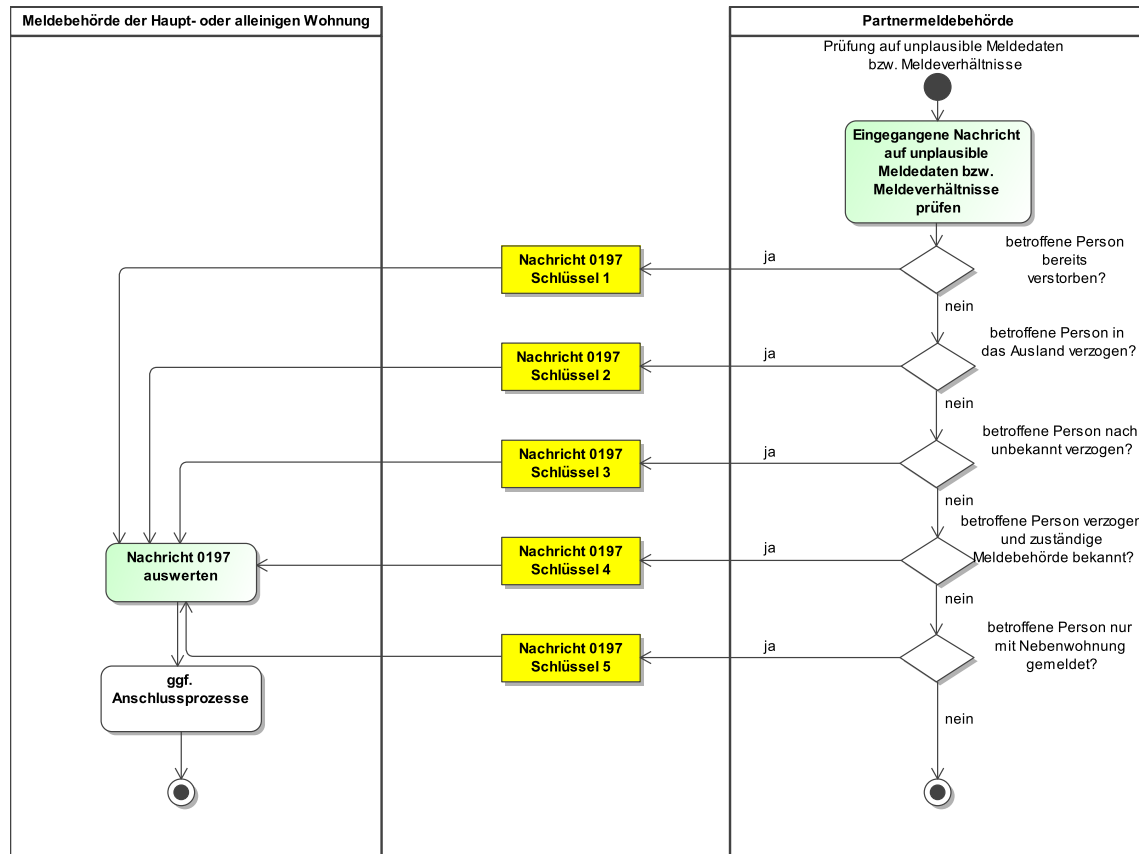 Meldebehörde der Haupt- oder alleinigen Wohnung
Partnermeldebehörde
Prüfung auf unplausible Meldedaten
bzw. Meldeverhältnisse
Eingegangene Nachricht
auf unplausible
Meldedaten bzw.
Meldeverhältnisse
prüfen
betroffene Person
bereits
verstorben?
ja
Nachricht 0197
Schlüssel 1
nein
betroffene Person in
das Ausland verzogen?
ja
Nachricht 0197
Schlüssel 2
nein
betroffene Person nach
unbekannt verzogen?
ja
Nachricht 0197
Schlüssel 3
nein
betroffene Person verzogen
und zuständige
Meldebehörde bekannt?
ja
Nachricht 0197
Schlüssel 4
Nachricht 0197
auswerten
nein
betroffene Person nur
mit Nebenwohnung
gemeldet?
ja
Nachricht 0197
Schlüssel 5
ggf.
Anschlussprozesse
nein